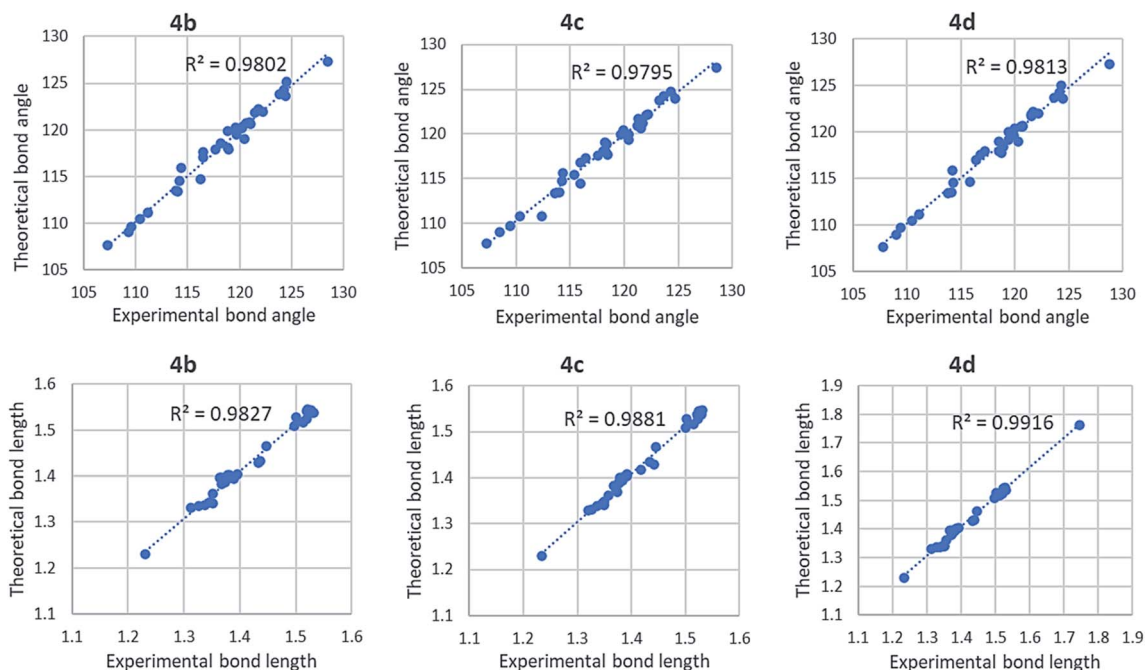 4b
R² = 0.9802
Theoretical bond angle
130
125
120
115
110
105
105 110 115 120 125 130
Experimental bond angle
4c
R² = 0.9795
Theoretical bond angle
130
125
120
115
110
105
105 110 115 120 125 130
Experimental bond angle
4d
R² = 0.9813
Theoretical bond angle
130
125
120
115
110
105
105 110 115 120 125 130
Experimental bond angle
4b
R² = 0.9827
Theoretical bond length
1.6
1.5
1.4
1.3
1.2
1.1
1.1 1.2 1.3 1.4 1.5 1.6
Experimental bond length
4c
R² = 0.9881
Theoretical bond length
1.6
1.5
1.4
1.3
1.2
1.1
1.1 1.2 1.3 1.4 1.5 1.6
Experimental bond length
4d
R² = 0.9916
Theoretical bond length
1.9
1.8
1.7
1.6
1.5
1.4
1.3
1.2
1.1
1.1 1.2 1.3 1.4 1.5 1.6 1.7 1.8 1.9
Experimental bond length